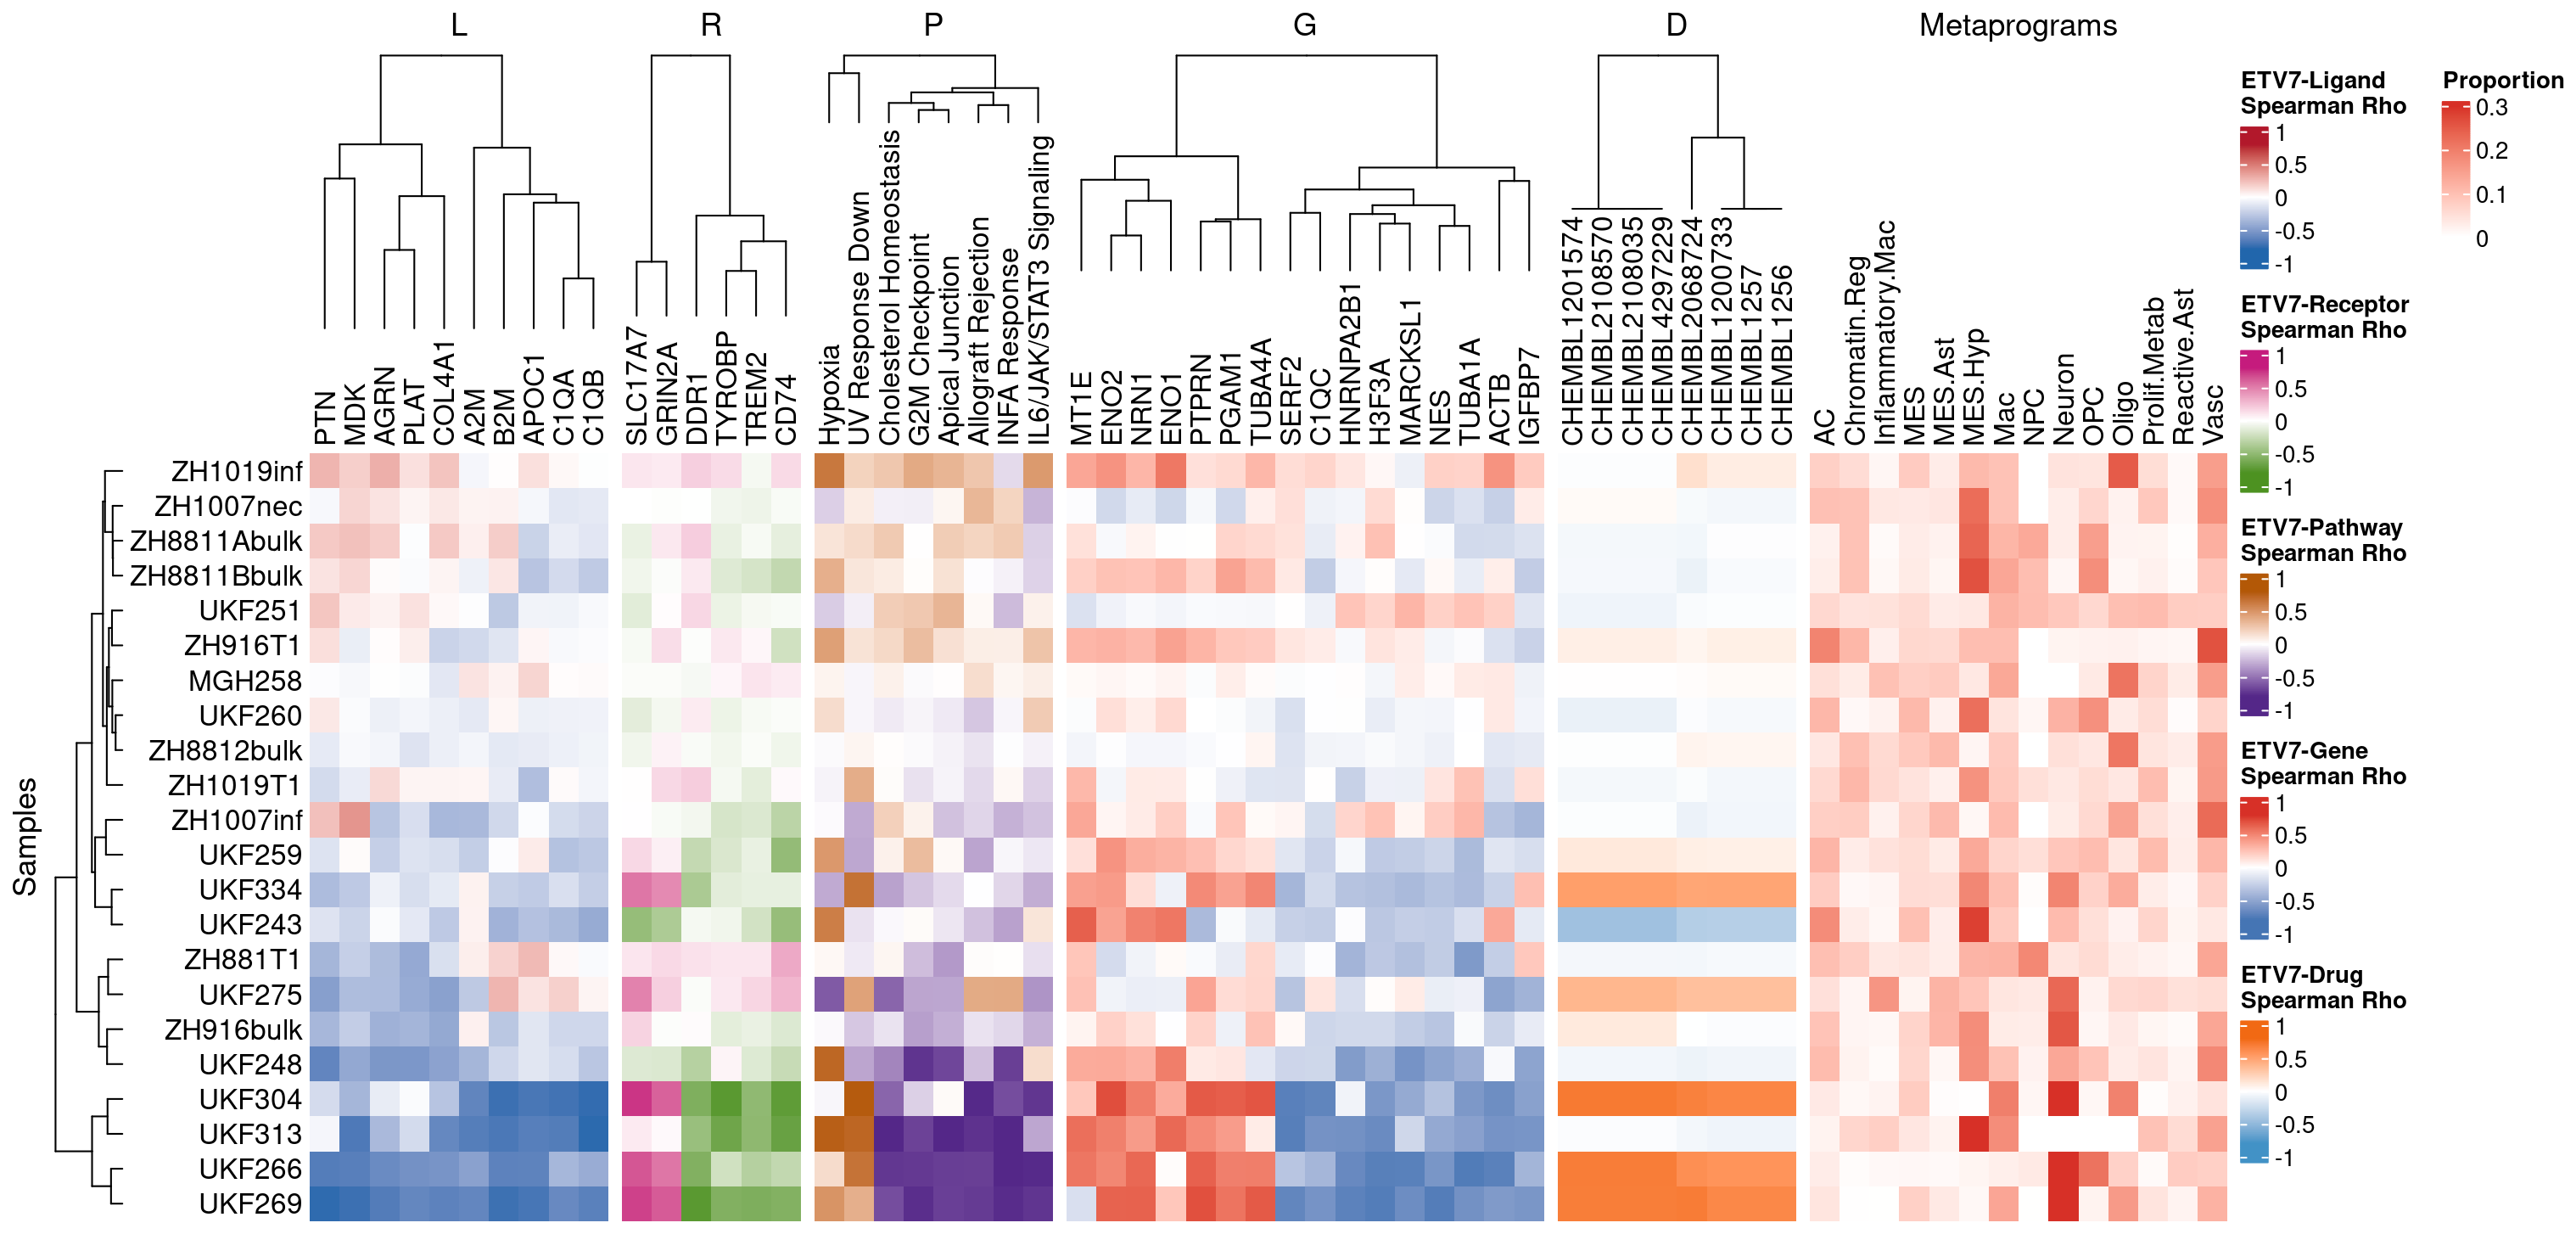 L
R
P
G
D
Metaprograms
PTN
MDK
AGRN
PLAT
COL4A1
A2M
B2M
APOC1
C1QA
C1QB
SLC17A7
GRIN2A
DDR1
TYROBP
TREM2
CD74
Hypoxia
UV Response Down
Cholesterol Homeostasis
G2M Checkpoint
Apical Junction
Allograft Rejection
INFA Response
IL6/JAK/STAT3 Signaling
MT1E
ENO2
NRN1
ENO1
PTPRN
PGAM1
TUBA4A
SERF2
C1QC
HNRNPA2B1
H3F3A
MARCKSL1
NES
TUBA1A
ACTB
IGFBP7
CHEMBL1201574
CHEMBL2108570
CHEMBL2108035
CHEMBL4297229
CHEMBL2068724
CHEMBL1200733
CHEMBL1257
CHEMBL1256
AC
Chromatin.Reg
Inflammatory.Mac
MES
MES.Ast
MES.Hyp
Mac
NPC
Neuron
OPC
Oligo
Prolif.Metab
Reactive.Ast
Vasc
Samples
ZH1019inf
ZH1007nec
ZH8811Abulk
ZH8811Bbulk
UKF251
ZH916T1
MGH258
UKF260
ZH8812bulk
ZH1019T1
ZH1007inf
UKF259
UKF334
UKF243
ZH881T1
UKF275
ZH916bulk
UKF248
UKF304
UKF313
UKF266
UKF269
ETV7-Ligand
Spearman Rho
1
0.5
0
-0.5
-1
ETV7-Receptor
Spearman Rho
1
0.5
0
-0.5
-1
ETV7-Pathway
Spearman Rho
1
0.5
0
-0.5
-1
ETV7-Gene
Spearman Rho
1
0.5
0
-0.5
-1
ETV7-Drug
Spearman Rho
1
0.5
0
-0.5
-1
Proportion
0.3
0.2
0.1
0